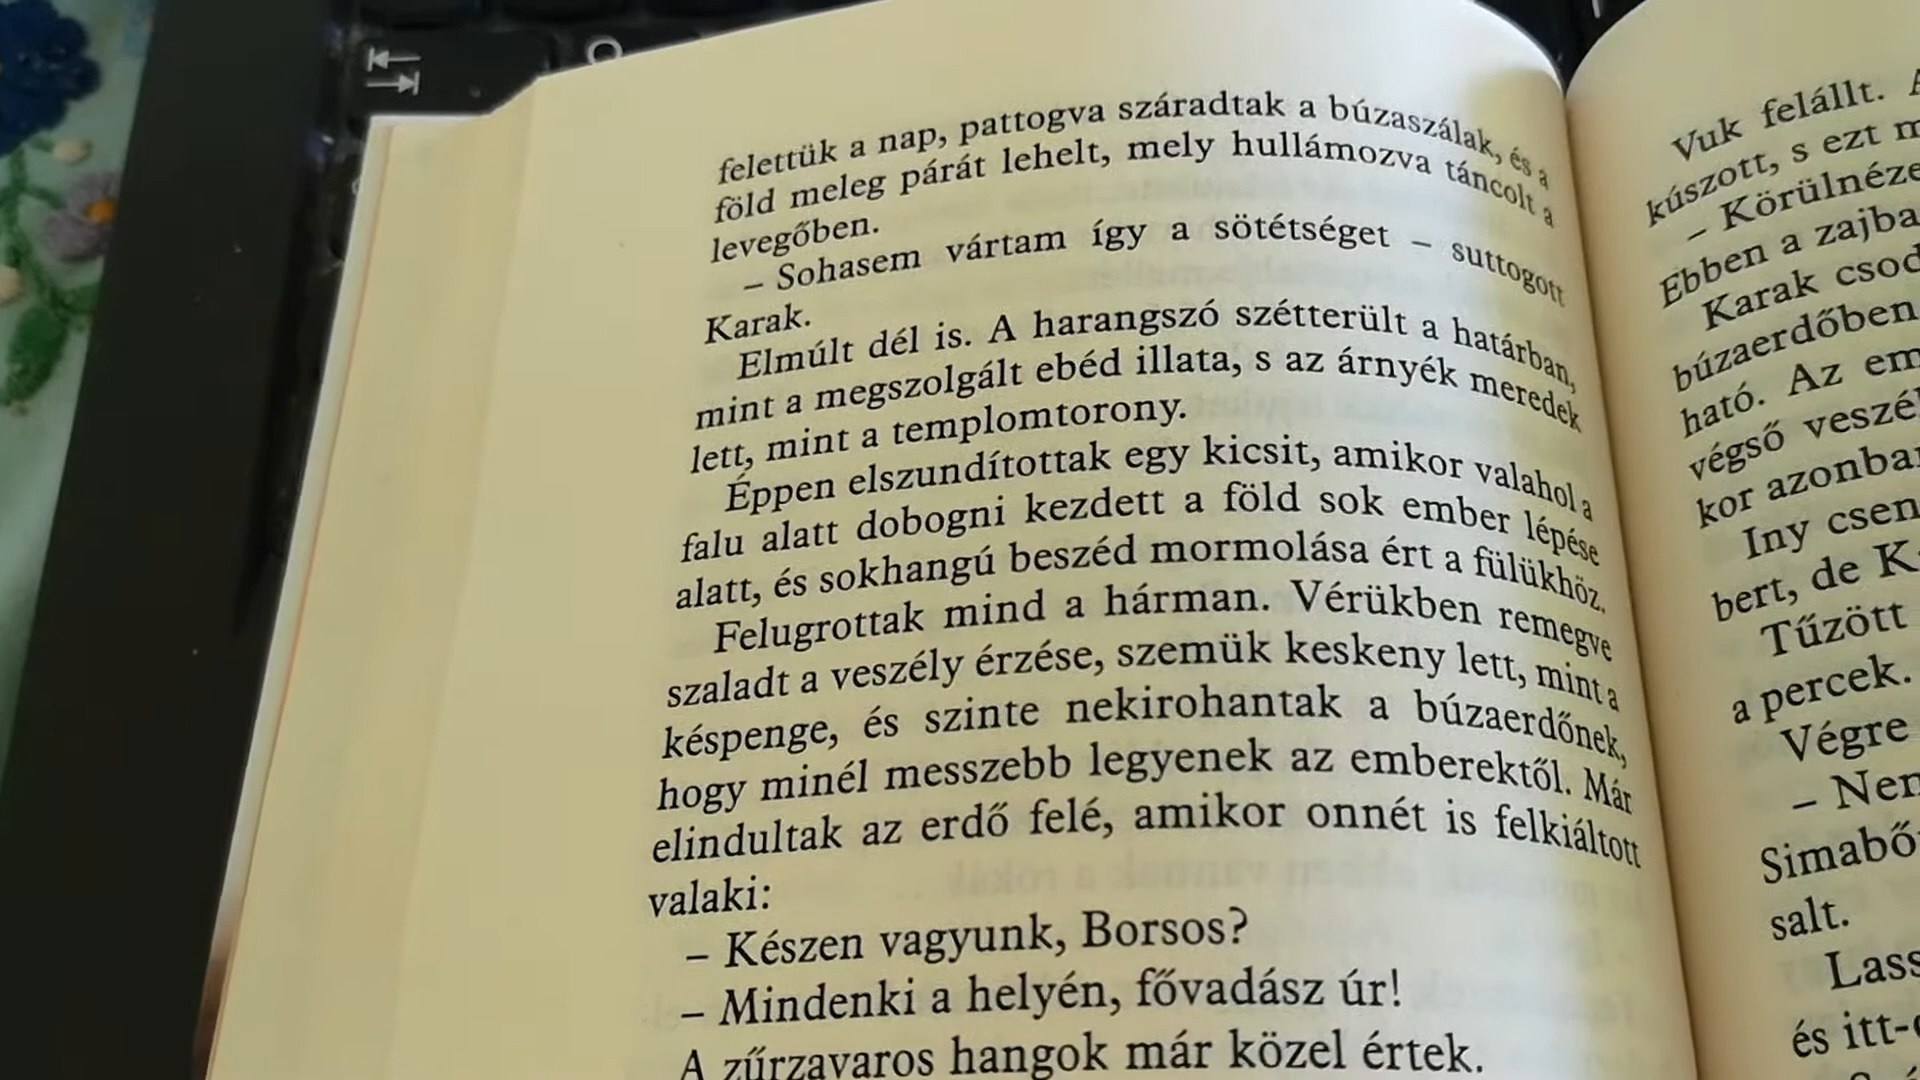 felettük a nap, pattogva száradtak a búzaszálak, és a
föld meleg párát lehelt, mely hullámozva táncolt a
levegőben.
– Sohasem vártam így a sötétséget – suttogott
Karak.
Elmúlt dél is. A harangszó szétterült a határban,
mint a megszolgált ebéd illata, s az árnyék meredek
lett, mint a templomtorony.
Éppen elszundítottak egy kicsit, amikor valahol a
falu alatt dobogni kezdett a föld sok ember lépése
alatt, és sokhangú beszéd mormolása ért a fülükhöz.
Felugrottak mind a hárman. Vérükben remegve
szaladt a veszély érzése, szemük keskeny lett, mint a
késpenge, és szinte nekirohantak a búzaerdőnek,
hogy minél messzebb legyenek az emberektől. Már
elindultak az erdő felé, amikor onnét is felkiáltott
valaki:
– Készen vagyunk, Borsos?
– Mindenki a helyén, fővadász úr!
A zűrzavaros hangok már közel értek.
Vuk felállt.
kúszott, s ezt
– Körülnéze
Ebben a zajba
Karak csod
búzaerdőben
ható. Az em
végső veszél
kor azonban
Iny csen
bert, de K
Tűzött
a percek.
Végre
– Nem
Simabő
salt.
Lass
és itt-